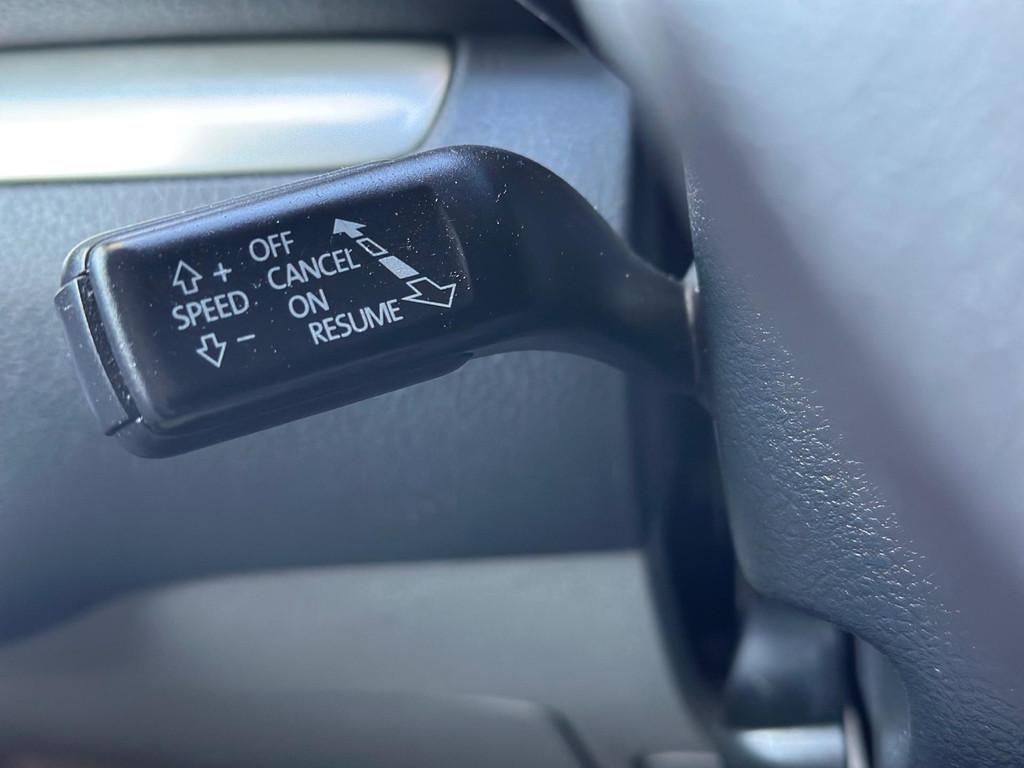 OFF
+ CANCEL
SPEED ON
− RESUME